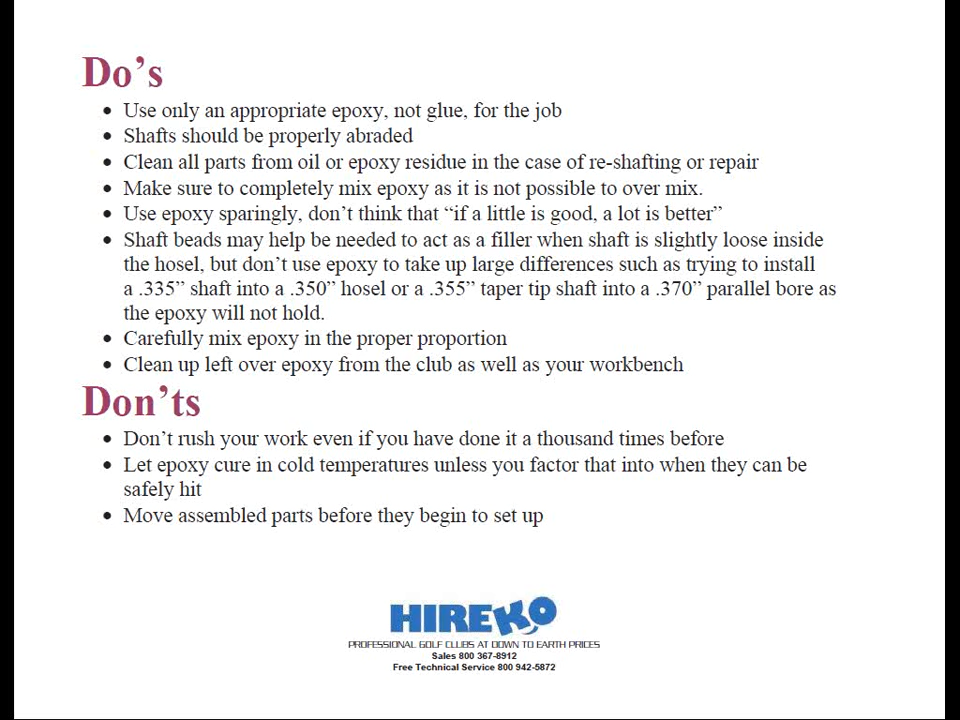 Do’s
• Use only an appropriate epoxy, not glue, for the job
• Shafts should be properly abraded
• Clean all parts from oil or epoxy residue in the case of re-shafting or repair
• Make sure to completely mix epoxy as it is not possible to over mix.
• Use epoxy sparingly, don’t think that “if a little is good, a lot is better”
• Shaft beads may help be needed to act as a filler when shaft is slightly loose inside
the hosel, but don’t use epoxy to take up large differences such as trying to install
a .335” shaft into a .350” hosel or a .355” taper tip shaft into a .370” parallel bore as
the epoxy will not hold.
• Carefully mix epoxy in the proper proportion
• Clean up left over epoxy from the club as well as your workbench
Don’ts
• Don’t rush your work even if you have done it a thousand times before
• Let epoxy cure in cold temperatures unless you factor that into when they can be
safely hit
• Move assembled parts before they begin to set up
HIREKO
PROFESSIONAL GOLF CLUBS AT DOWN TO EARTH PRICES
Sales 800 367-8912
Free Technical Service 800 942-5872